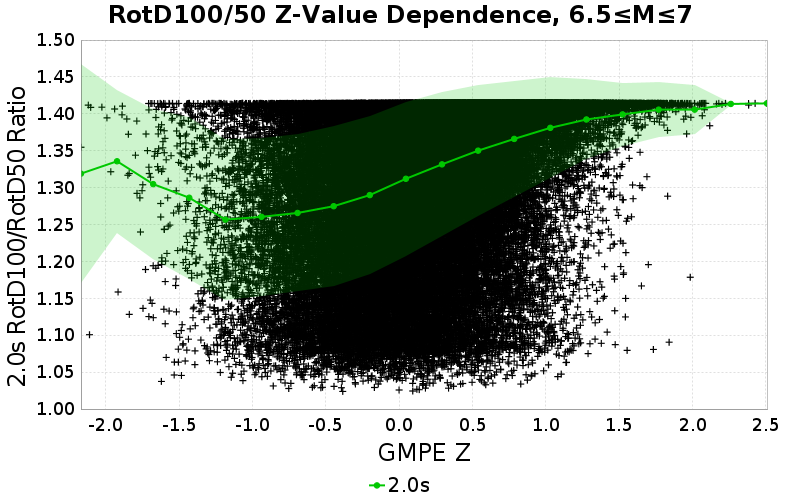 RotD100/50 Z-Value Dependence, 6.5≤M≤7
2.0s RotD100/RotD50 Ratio
1.50
1.45
1.40
1.35
1.30
1.25
1.20
1.15
1.10
1.05
1.00
-2.0 -1.5 -1.0 -0.5 0.0 0.5 1.0 1.5 2.0 2.5
GMPE Z
2.0s